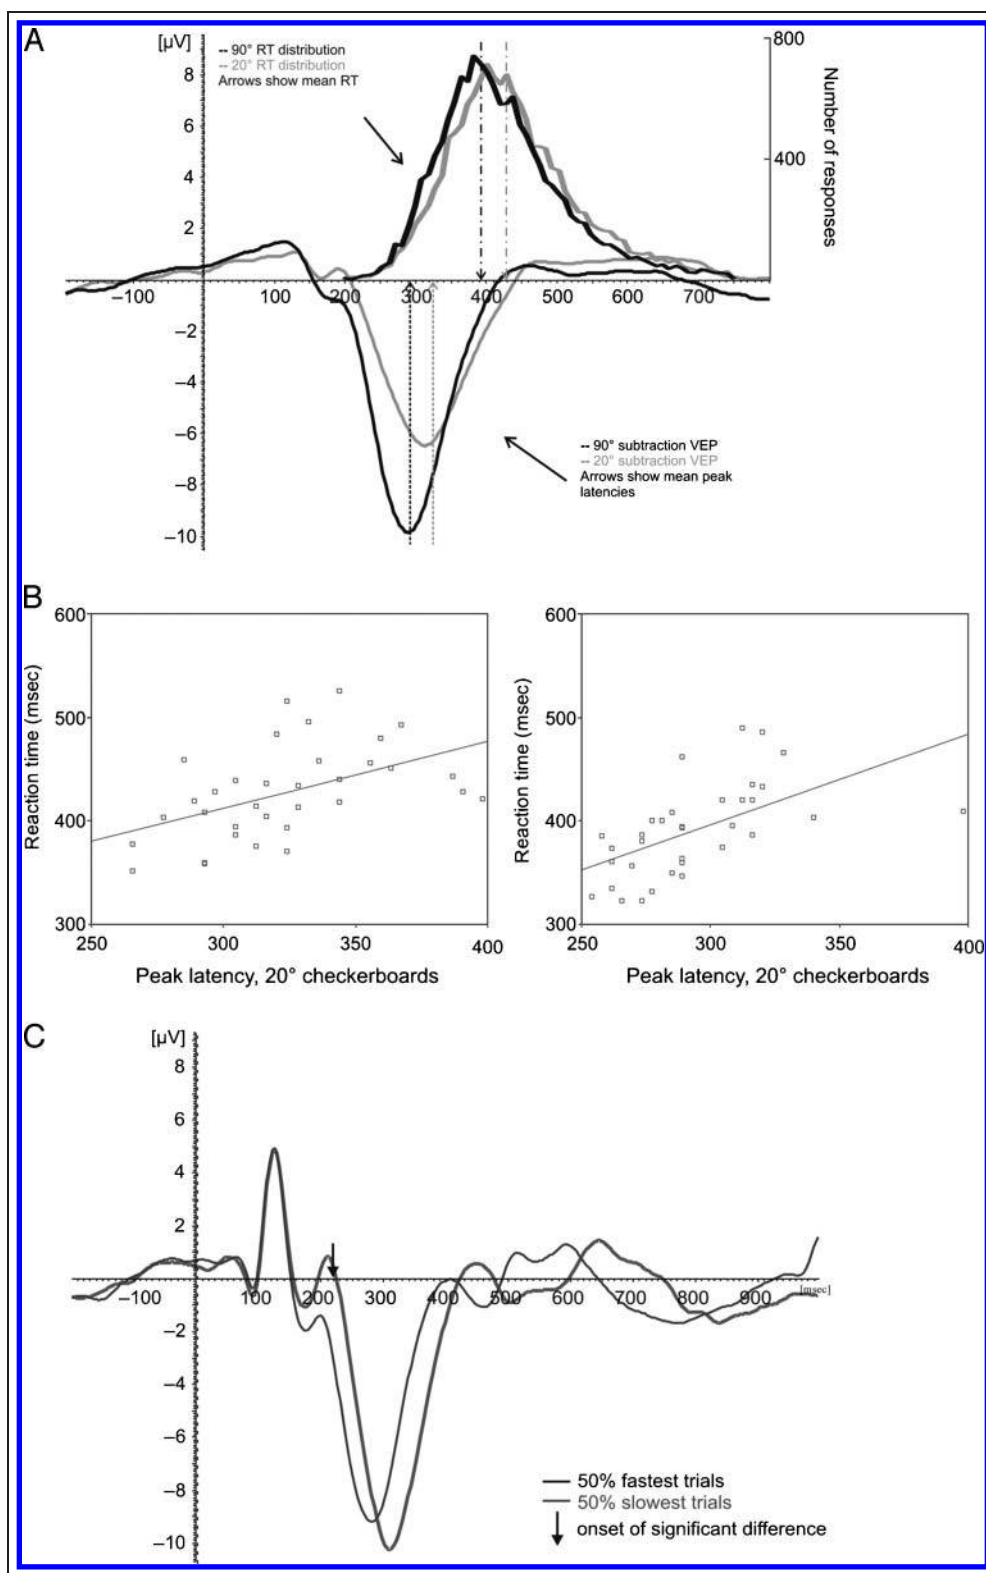 A
[µV]
-- 90° RT distribution
-- 20° RT distribution
Arrows show mean RT
800
400
Number of responses
8
6
4
2
–100
100
200
300
400
500
600
700
–2
–4
–6
–8
–10
-- 90° subtraction VEP
-- 20° subtraction VEP
Arrows show mean peak
latencies
B
600
500
400
300
Reaction time (msec)
250
300
350
400
Peak latency, 20° checkerboards
600
500
400
300
Reaction time (msec)
250
300
350
400
Peak latency, 20° checkerboards
C
[µV]
8
6
4
2
–100
100
200
300
400
500
600
700
800
900
[msec]
–2
–4
–6
–8
–10
50% fastest trials
50% slowest trials
onset of significant difference